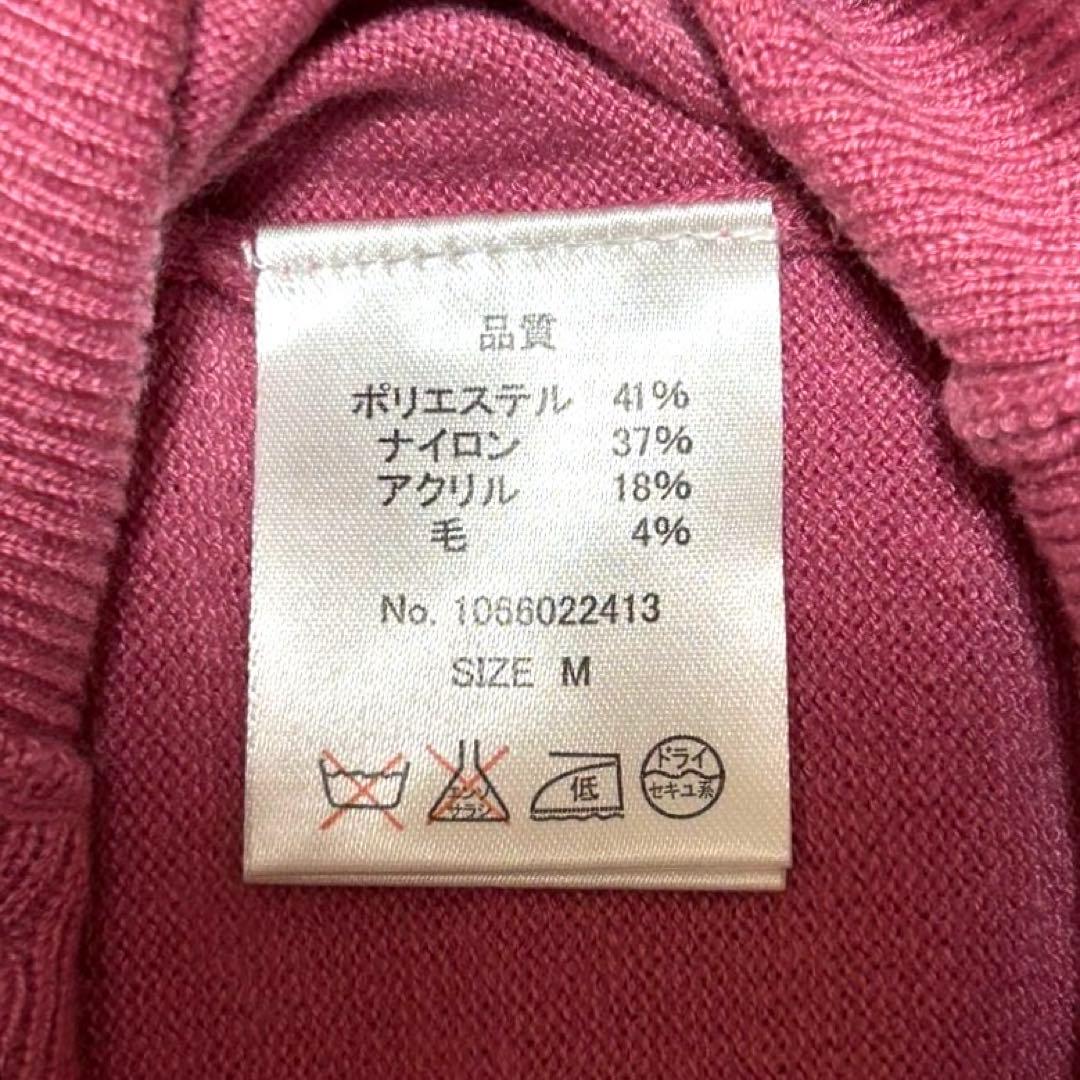 品質
ポリエステル 41%
ナイロン 37%
アクリル 18%
毛 4%
No. 1066022413
SIZE M
エンソ
サラシ
低
ドライ
セキユ系